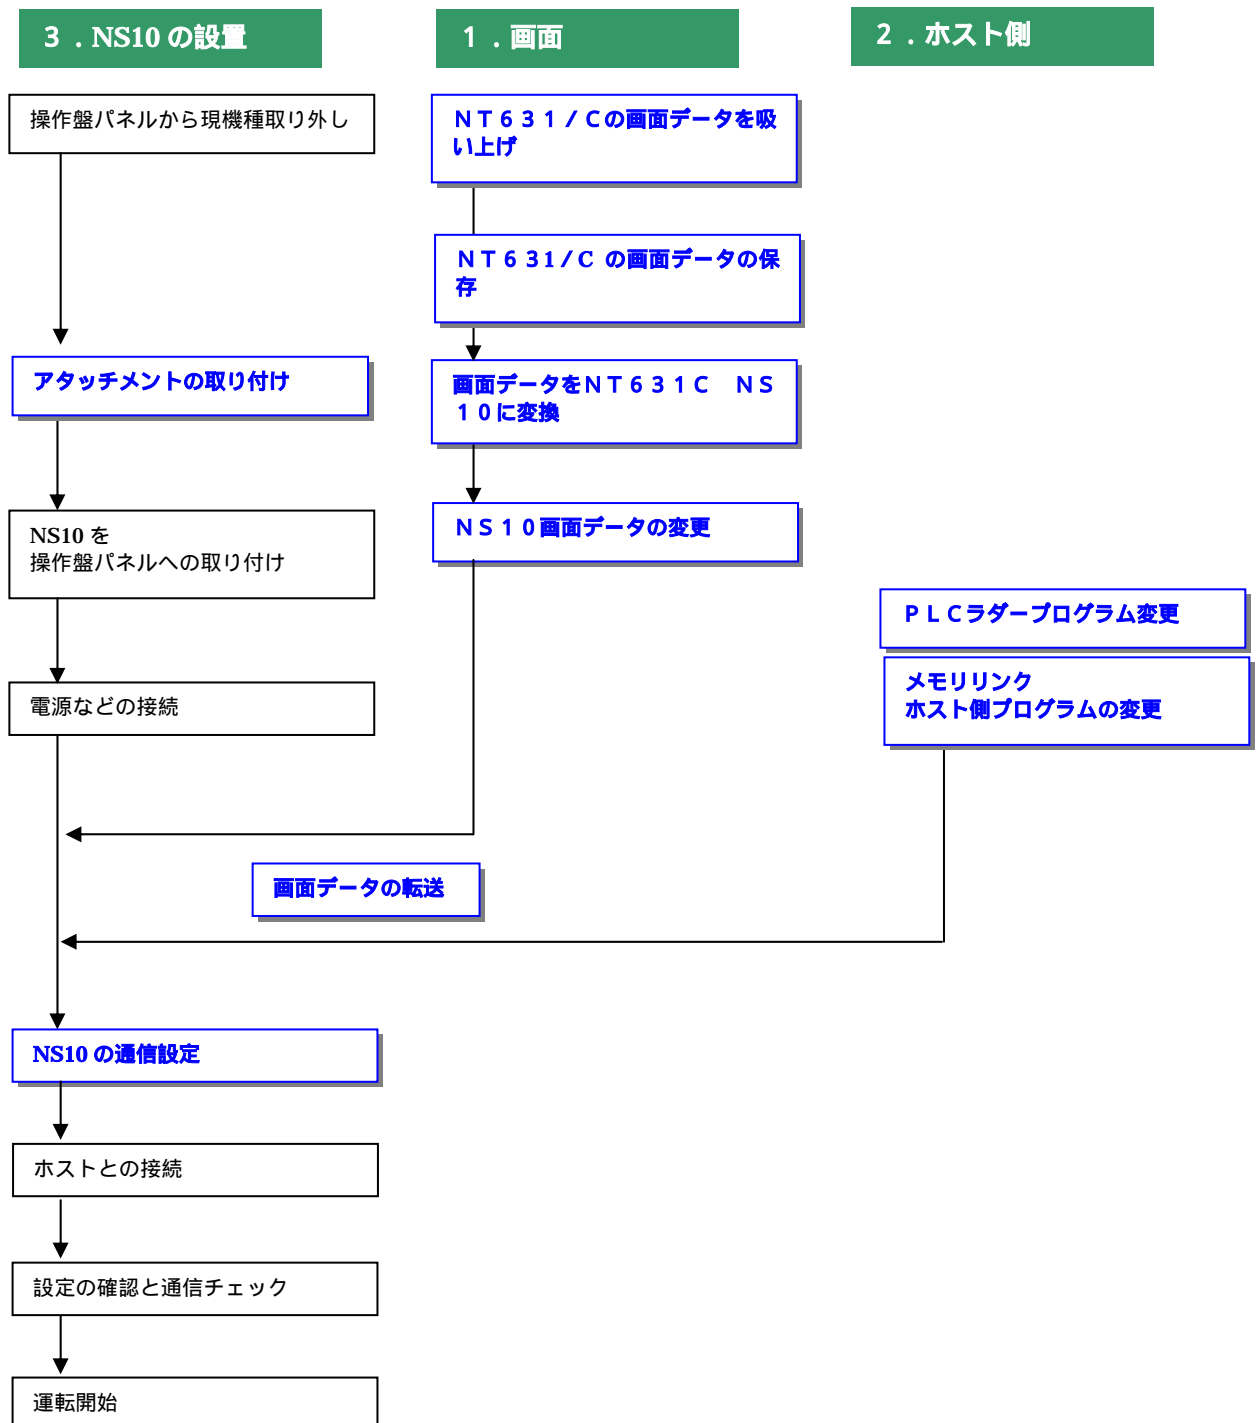 ３．NS10 の設置
操作盤パネルから現機種取り外し
アタッチメントの取り付け
NS10 を
操作盤パネルへの取り付け
電源などの接続
１．画面
ＮＴ６３１／Ｃの画面データを吸
い上げ
ＮＴ６３1/C の画面データの保
存
画面データをＮＴ６３１Ｃ　ＮＳ
１０に変換
ＮＳ１０画面データの変更
２．ホスト側
ＰＬＣラダープログラム変更
メモリリンク
ホスト側プログラムの変更
画面データの転送
NS10 の通信設定
ホストとの接続
設定の確認と通信チェック
運転開始